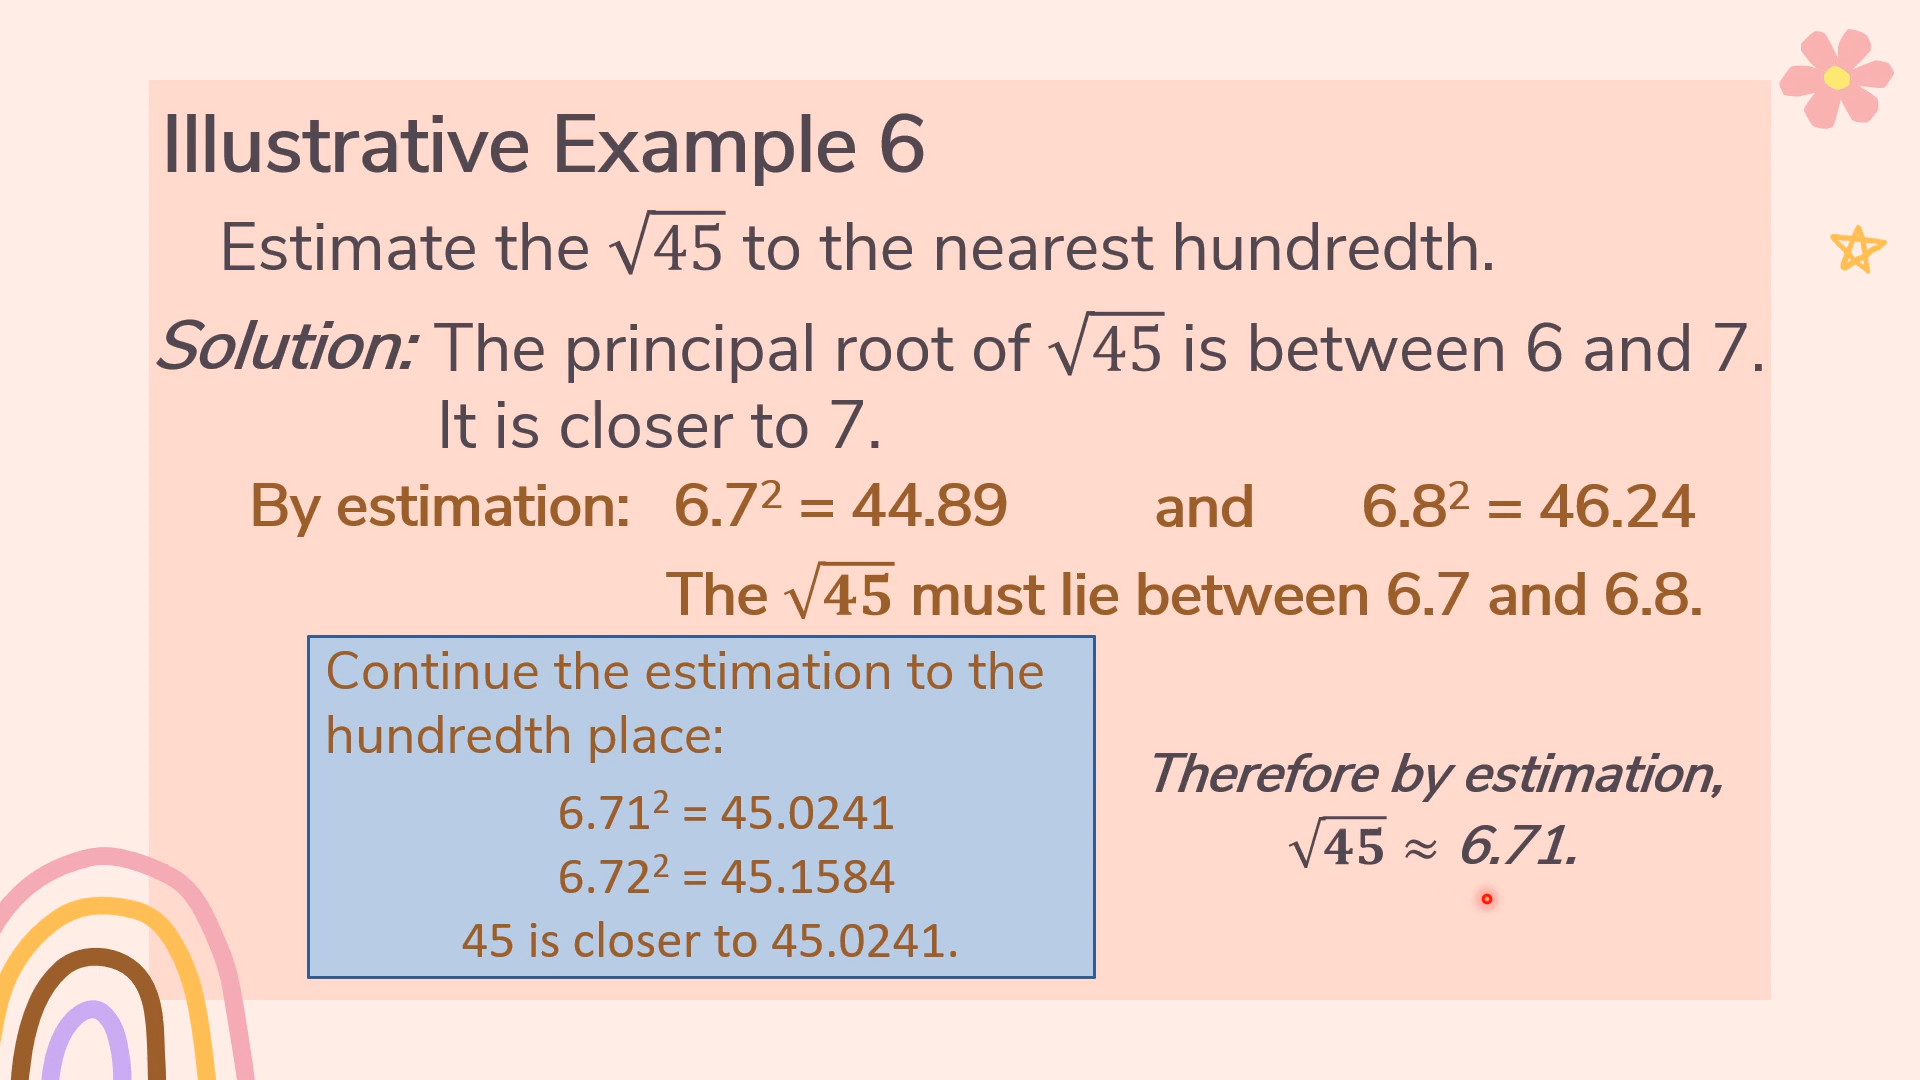 Illustrative Example 6
Estimate the √45 to the nearest hundredth.
Solution: The principal root of √45 is between 6 and 7.
It is closer to 7.
By estimation: 6.7² = 44.89 and 6.8² = 46.24
The √45 must lie between 6.7 and 6.8.
Continue the estimation to the
hundredth place:
6.71² = 45.0241
6.72² = 45.1584
45 is closer to 45.0241.
Therefore by estimation,
√45 ≈ 6.71.